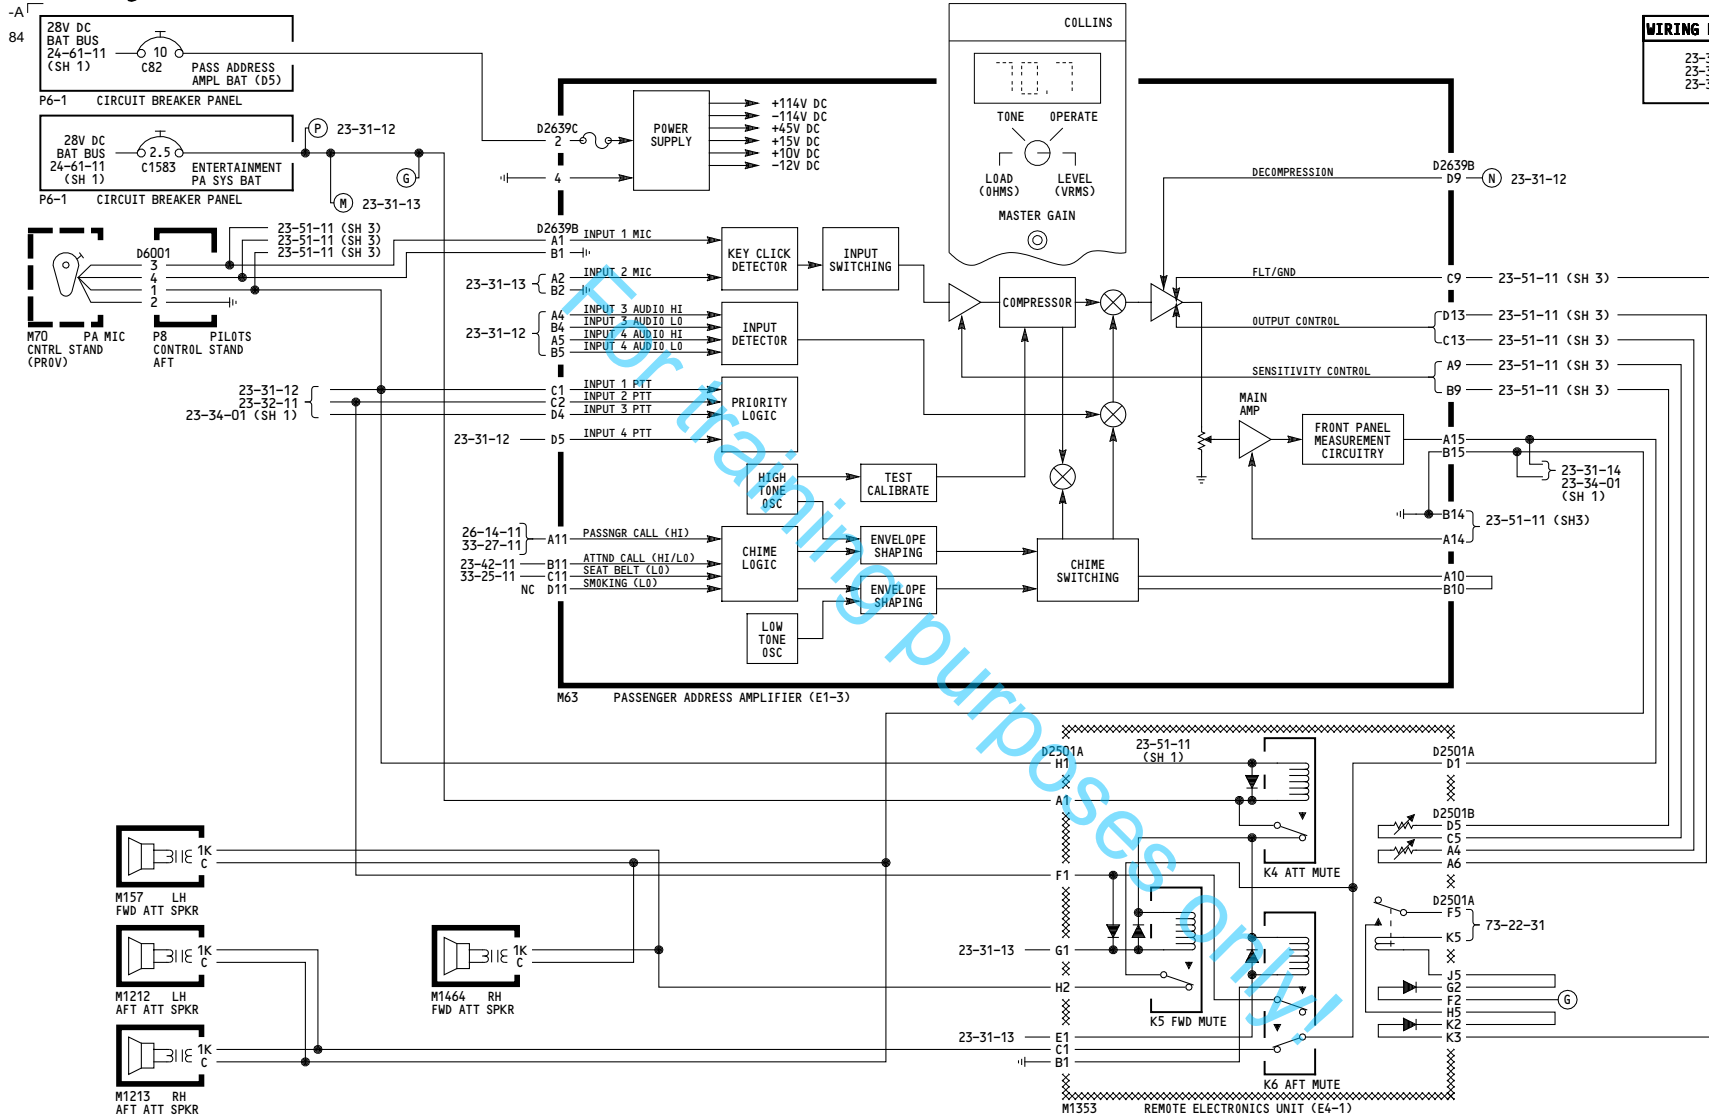 -A
84
28V DC
BAT BUS
24-61-11
(SH 1)
10
C82
PASS ADDRESS
AMPL BAT (D5)
P6-1 CIRCUIT BREAKER PANEL
28V DC
BAT BUS
24-61-11
(SH 1)
2.5
C1583
ENTERTAINMENT
PA SYS BAT
P6-1 CIRCUIT BREAKER PANEL
P 23-31-12
G
M 23-31-13
23-51-11 (SH 3)
23-51-11 (SH 3)
23-51-11 (SH 3)
D6001
3
4
1
2
M70 PA MIC
CNTRL STAND
(PROV)
P8 PILOTS
CONTROL STAND
AFT
23-31-12
23-32-11
23-34-01 (SH 1)
D2639C
2
4
POWER
SUPPLY
+114V DC
-114V DC
+45V DC
+15V DC
+10V DC
-12V DC
D2639B
A1 INPUT 1 MIC
B1
23-31-13
A2 INPUT 2 MIC
B2
23-31-12
A4 INPUT 3 AUDIO HI
B4 INPUT 3 AUDIO LO
A5 INPUT 4 AUDIO HI
B5 INPUT 4 AUDIO LO
C1 INPUT 1 PTT
C2 INPUT 2 PTT
D4 INPUT 3 PTT
23-31-12 D5 INPUT 4 PTT
KEY CLICK
DETECTOR
INPUT
SWITCHING
INPUT
DETECTOR
PRIORITY
LOGIC
HIGH
TONE
OSC
TEST
CALIBRATE
26-14-11
33-27-11
A11 PASSNGR CALL (HI)
23-42-11 B11 ATTND CALL (HI/LO)
33-25-11 C11 SEAT BELT (LO)
NC D11 SMOKING (LO)
CHIME
LOGIC
ENVELOPE
SHAPING
ENVELOPE
SHAPING
LOW
TONE
OSC
CHIME
SWITCHING
COMPRESSOR
COLLINS
70.7
TONE OPERATE
LOAD
(OHMS)
LEVEL
(VRMS)
MASTER GAIN
DECOMPRESSION
FLT/GND
OUTPUT CONTROL
SENSITIVITY CONTROL
MAIN
AMP
FRONT PANEL
MEASUREMENT
CIRCUITRY
D2639B
D9 N 23-31-12
C9 23-51-11 (SH 3)
D13 23-51-11 (SH 3)
C13 23-51-11 (SH 3)
A9 23-51-11 (SH 3)
B9 23-51-11 (SH 3)
A15
B15
23-31-14
23-34-01
(SH 1)
B14
A14
23-51-11 (SH3)
A10
B10
M63 PASSENGER ADDRESS AMPLIFIER (E1-3)
WIRING
23-3
23-3
23-3
D2501A
H1
A1
F1
G1
H2
E1
C1
B1
23-51-11
(SH 1)
23-31-13
23-31-13
K4 ATT MUTE
K5 FWD MUTE
K6 AFT MUTE
D2501A
D1
D2501B
D5
C5
A4
A6
D2501A
F5
K5
73-22-31
J5
G2
F2
H5
K2
K3
G
M1353 REMOTE ELECTRONICS UNIT (E4-1)
1K
C
M157 LH
FWD ATT SPKR
1K
C
M1212 LH
AFT ATT SPKR
1K
C
M1213 RH
AFT ATT SPKR
1K
C
M1464 RH
FWD ATT SPKR
For training purposes only!